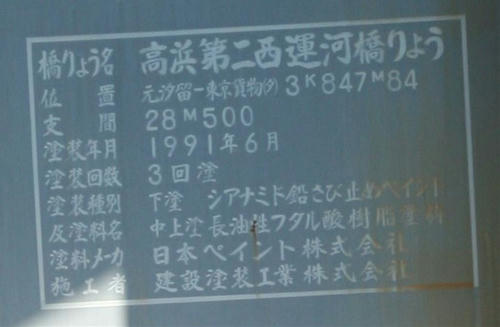 橋りょう名 高浜第二西運河橋りょう
位置 元汐留－東京貨物(タ) 3K847M84
支間 28M500
塗装年月 1991年6月
塗装回数 3回塗
塗装種別 下塗 シアナミド鉛さび止めペイント
及塗料名 中上塗 長油性フタル酸樹脂塗料
塗料メーカ 日本ペイント株式会社
施工者 建設塗装工業株式会社